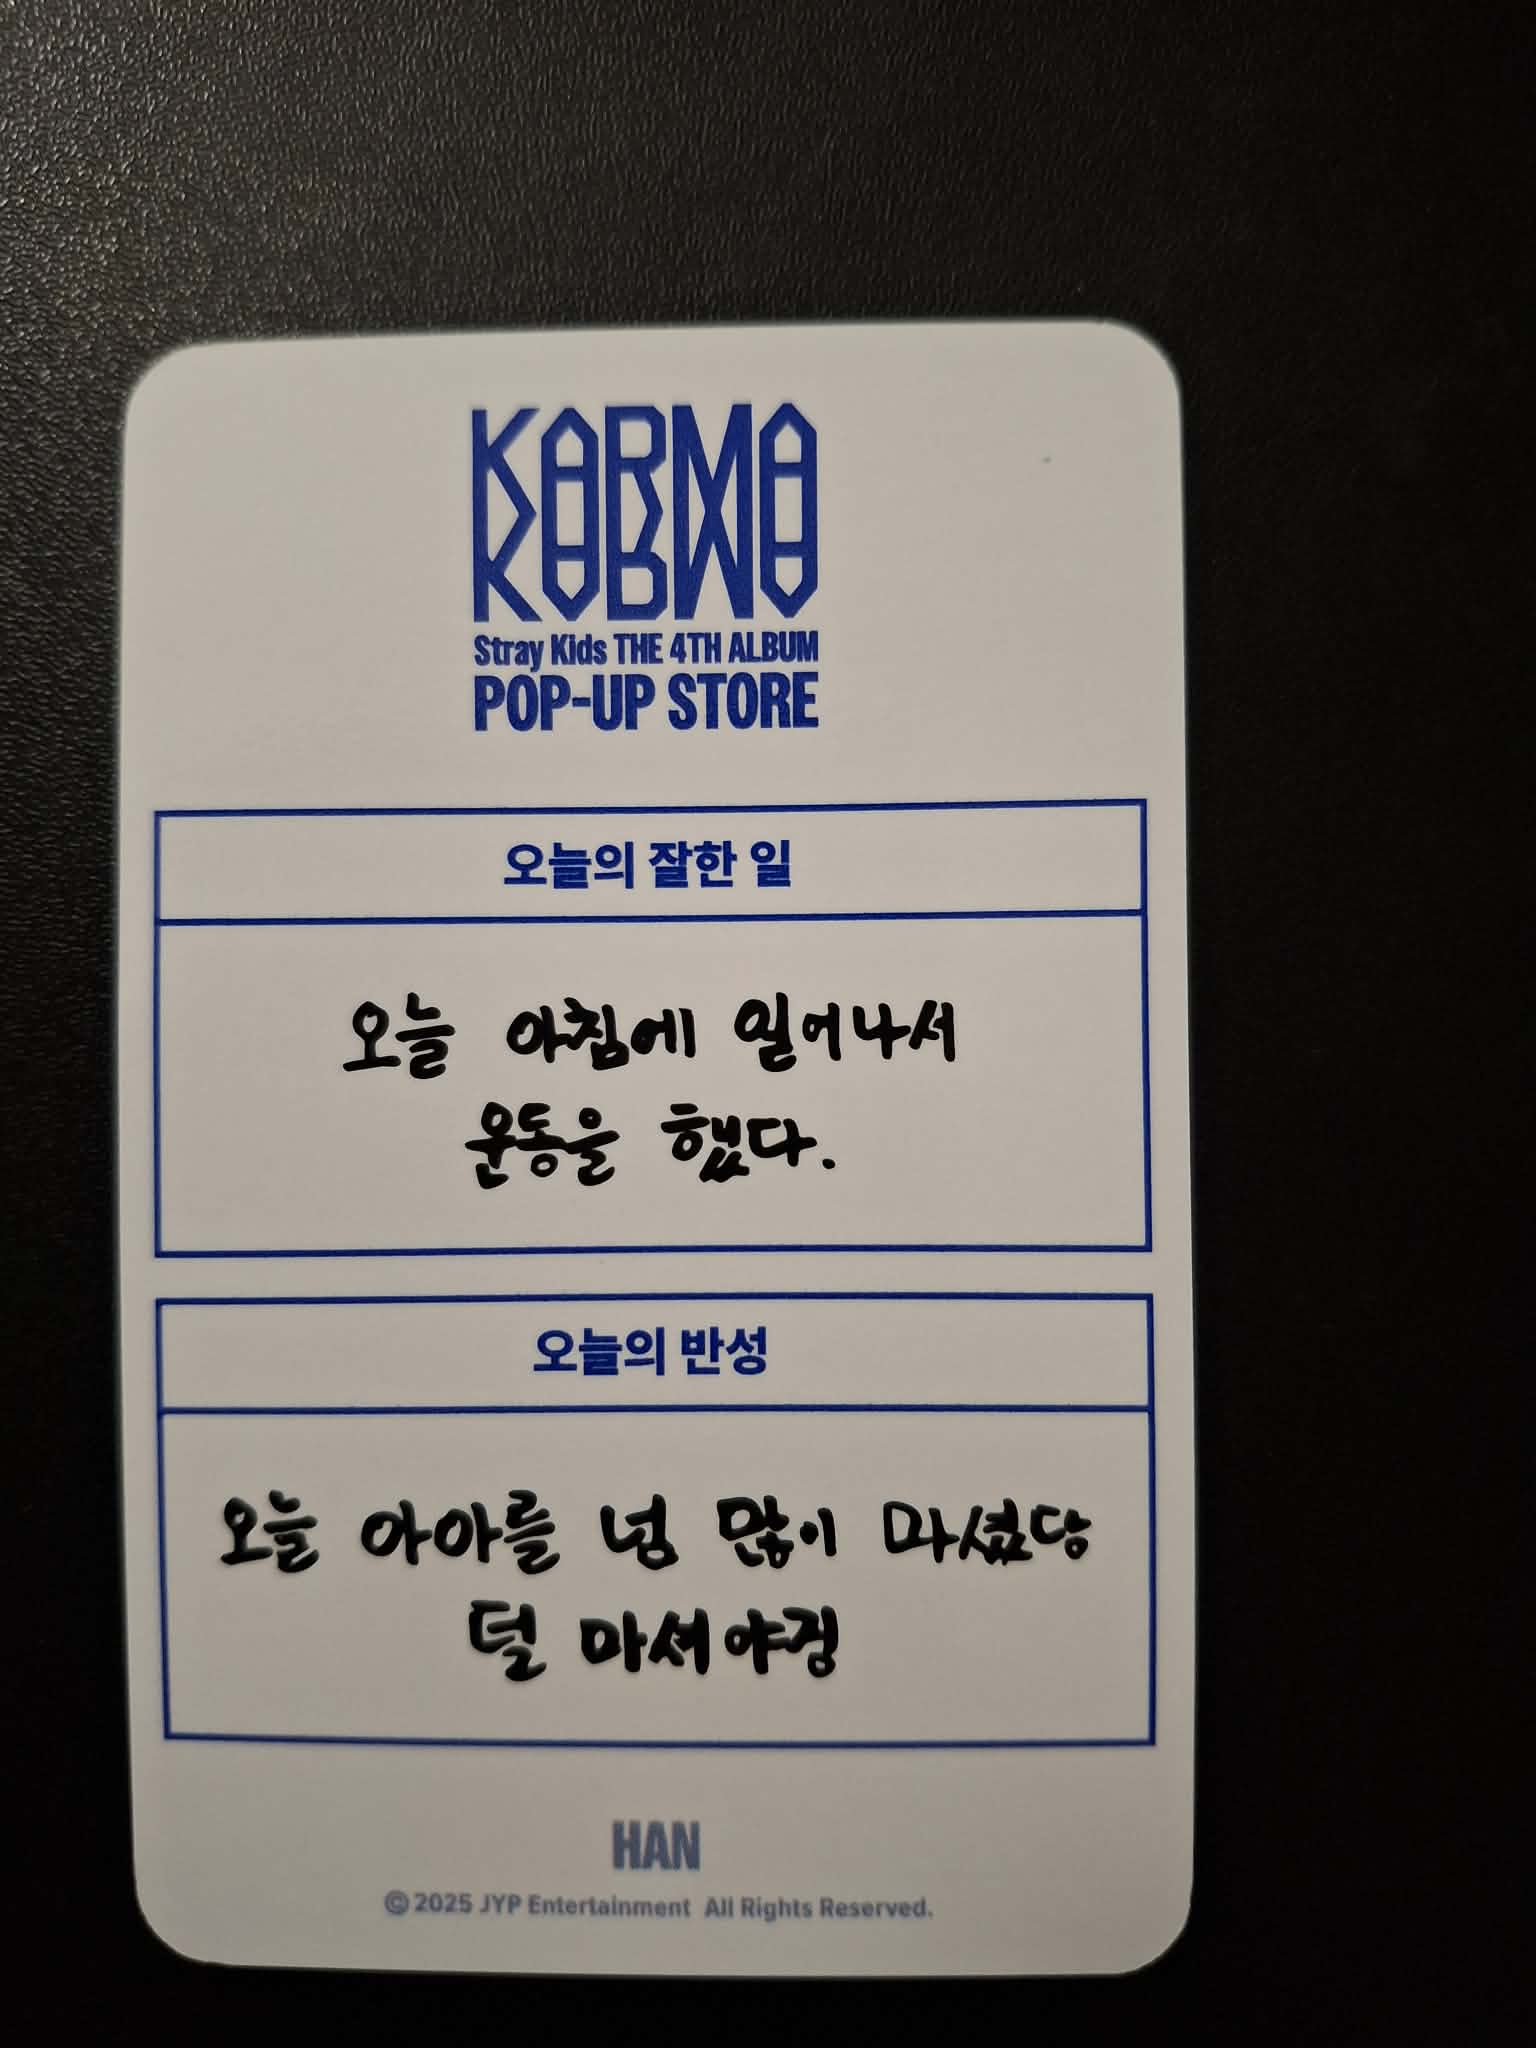 KARMA
Stray Kids THE 4TH ALBUM
POP-UP STORE
오늘의 잘한 일
오늘 아침에 일어나서
운동을 했다.
오늘의 반성
오늘 아아를 넘 많이 마셨당
덜 마셔야징
HAN
© 2025 JYP Entertainment All Rights Reserved.